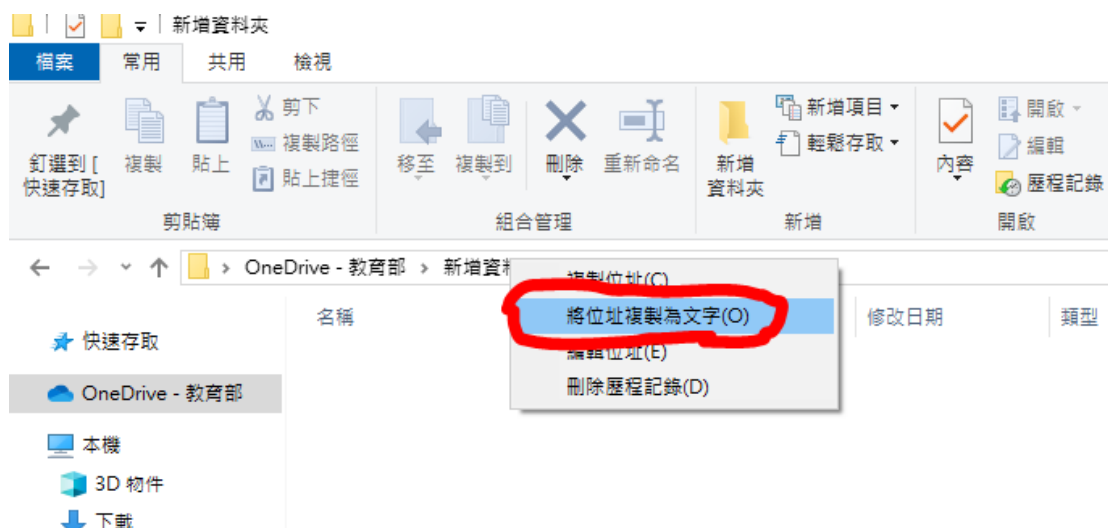 新增資料夾
檔案 常用 共用 檢視
釘選到 [
快速存取]
複製
貼上
剪下
複製路徑
貼上捷徑
剪貼簿
移至
複製到
刪除
重新命名
組合管理
新增
資料夾
新增項目
輕鬆存取
新增
內容
開啟
編輯
歷程記錄
開啟
OneDrive - 教育部 › 新增資料
複製位址(C)
將位址複製為文字(O)
編輯位址(E)
刪除歷程記錄(D)
名稱 修改日期 類型
快速存取
OneDrive - 教育部
本機
3D 物件
下載